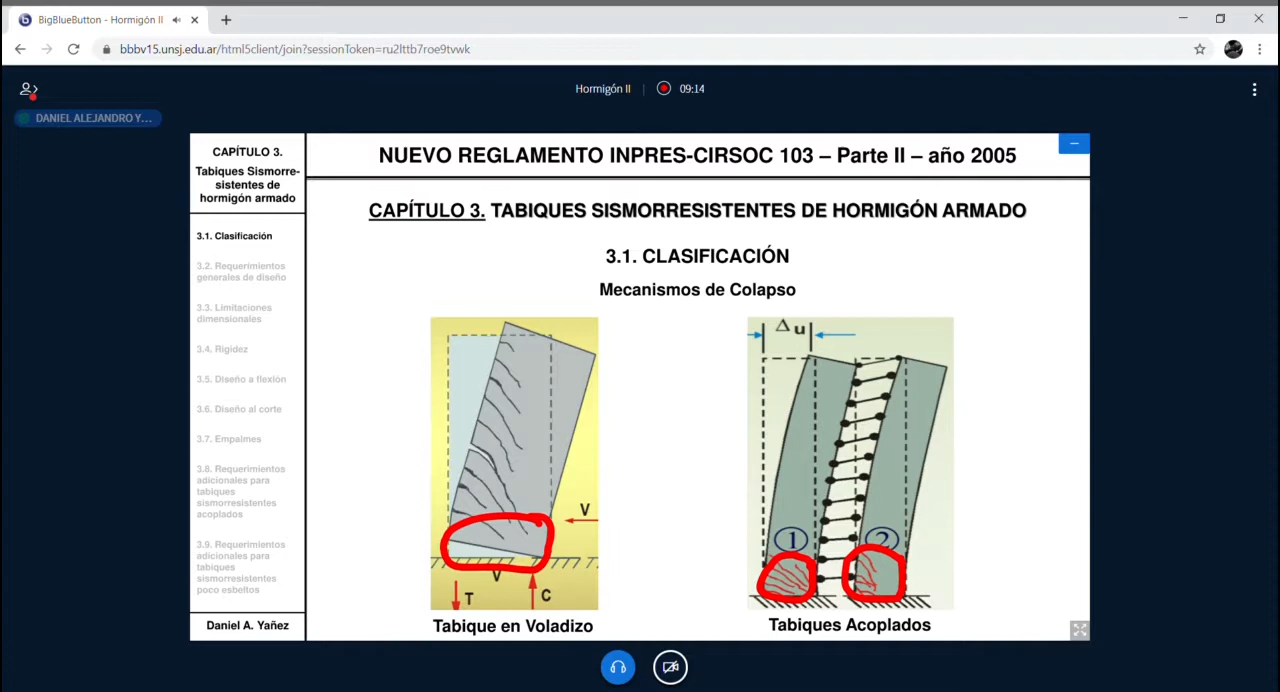 BigBlueButton - Hormigón II
bbbv15.unsj.edu.ar/html5client/join?sessionToken=ru2lttb7roe9tvwk
Hormigón II
09:14
DANIEL ALEJANDRO Y...
CAPÍTULO 3.
Tabiques Sismorre-
sistentes de
hormigón armado
3.1. Clasificación
3.2. Requerimientos
generales de diseño
3.3. Limitaciones
dimensionales
3.4. Rigidez
3.5. Diseño a flexión
3.6. Diseño al corte
3.7. Empalmes
3.8. Requerimientos
adicionales para
tabiques
sismorresistentes
acoplados
3.9. Requerimientos
adicionales para
tabiques
sismorresistentes
poco esbeltos
Daniel A. Yañez
NUEVO REGLAMENTO INPRES-CIRSOC 103 – Parte II – año 2005
CAPÍTULO 3. TABIQUES SISMORRESISTENTES DE HORMIGÓN ARMADO
3.1. CLASIFICACIÓN
Mecanismos de Colapso
V
V
T
C
Tabique en Voladizo
Δu
1
2
Tabiques Acoplados